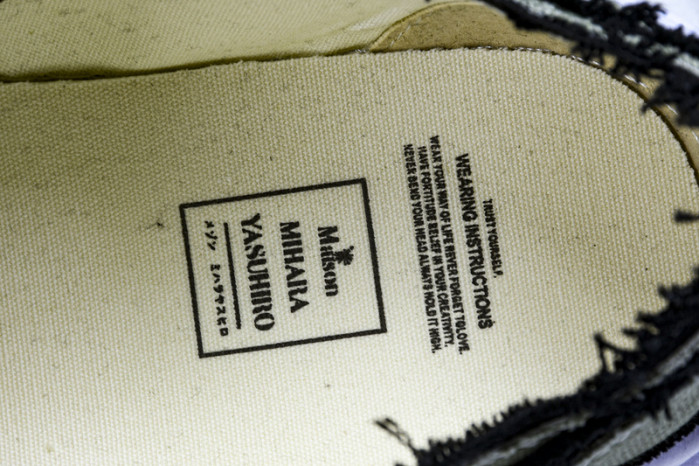 TRUST YOURSELF.
WEARING INSTRUCTIONS
WEAR YOUR WAY OF LIFE NEVER FORGET TO LOVE.
HAVE FORTITUDE BELIEF IN YOUR CREATIVITY.
NEVER BEND YOUR HEAD ALWAYS HOLD IT HIGH.
Maison
MIHARA
YASUHIRO
メゾン ミハラヤスヒロ